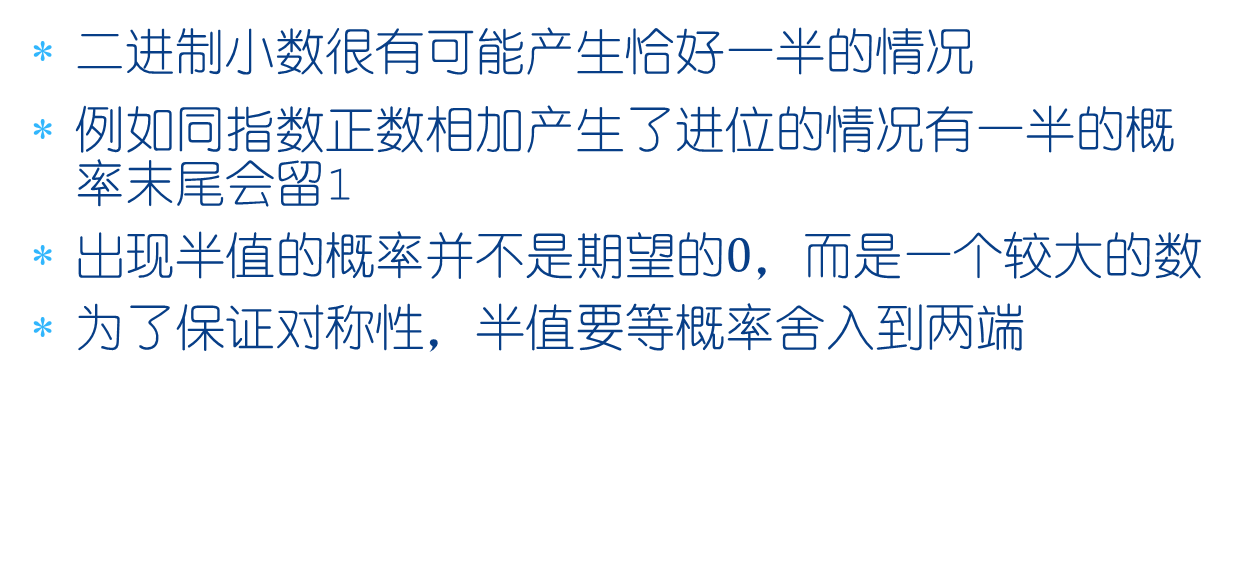 * 二进制小数很有可能产生恰好一半的情况
* 例如同指数正数相加产生了进位的情况有一半的概
率末尾会留1
* 出现半值的概率并不是期望的0，而是一个较大的数
* 为了保证对称性，半值要等概率舍入到两端